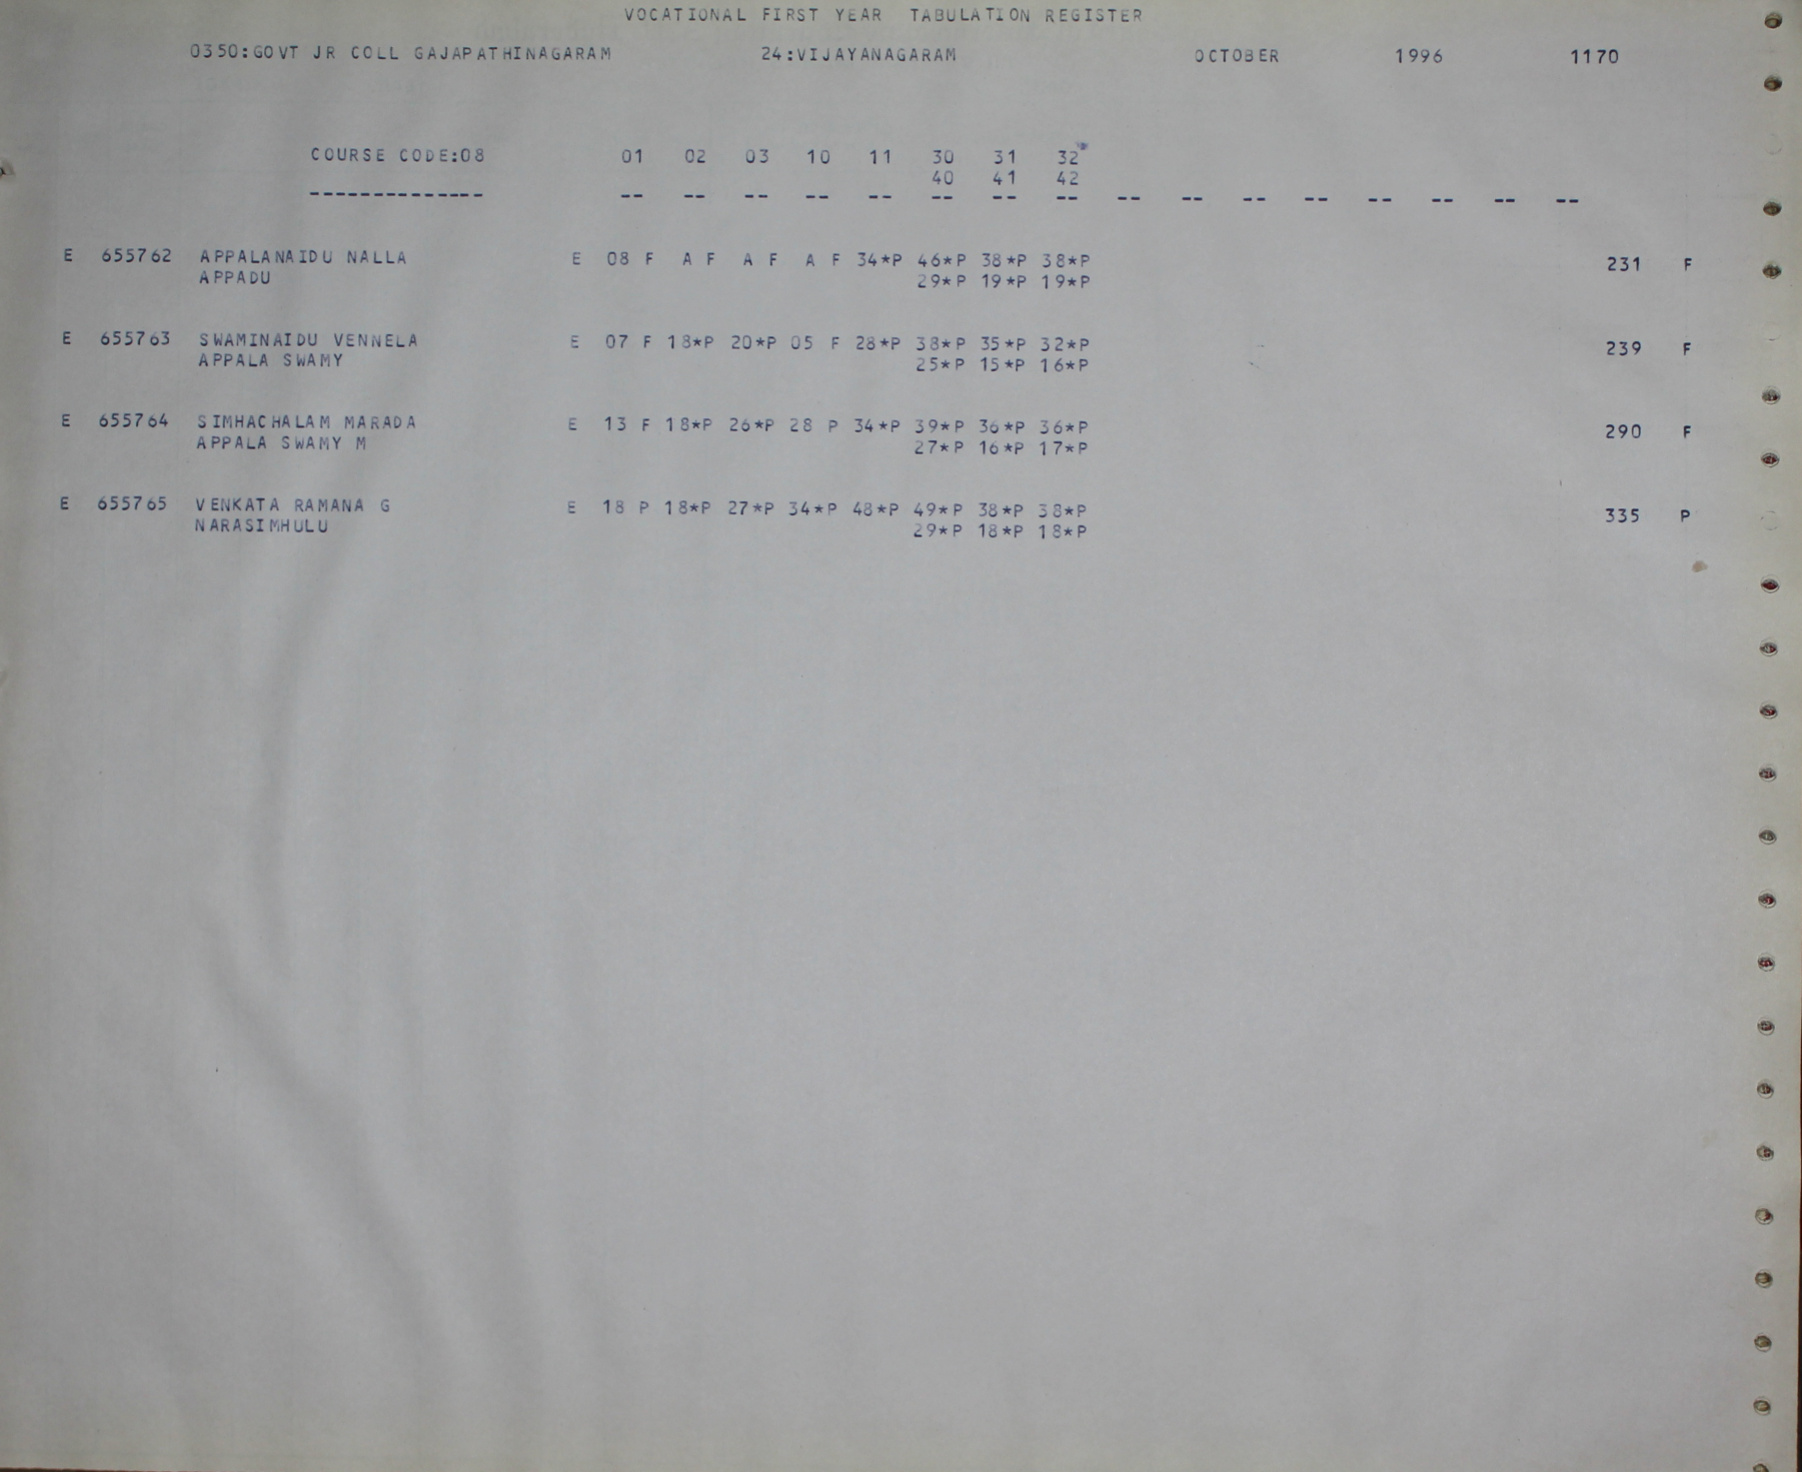 VOCATIONAL FIRST YEAR TABULATION REGISTER
0350:GOVT JR COLL GAJAPATHINAGARAM 24:VIJAYANAGARAM OCTOBER 1996 1170
COURSE CODE:08 01 02 03 10 11 30 31 32
40 41 42
-------------- -- -- -- -- -- -- -- -- -- -- -- -- -- -- -- --
E 655762 APPALANAIDU NALLA E 08 F A F A F A F 34*P 46*P 38*P 38*P 231 F
APPADU 29*P 19*P 19*P
E 655763 SWAMINAIDU VENNELA E 07 F 18*P 20*P 05 F 28*P 38*P 35*P 32*P 239 F
APPALA SWAMY 25*P 15*P 16*P
E 655764 SIMHACHALAM MARADA E 13 F 18*P 26*P 28 P 34*P 39*P 36*P 36*P 290 F
APPALA SWAMY M 27*P 16*P 17*P
E 655765 VENKATA RAMANA G E 18 P 18*P 27*P 34*P 48*P 49*P 38*P 38*P 335 P
NARASIMHULU 29*P 18*P 18*P